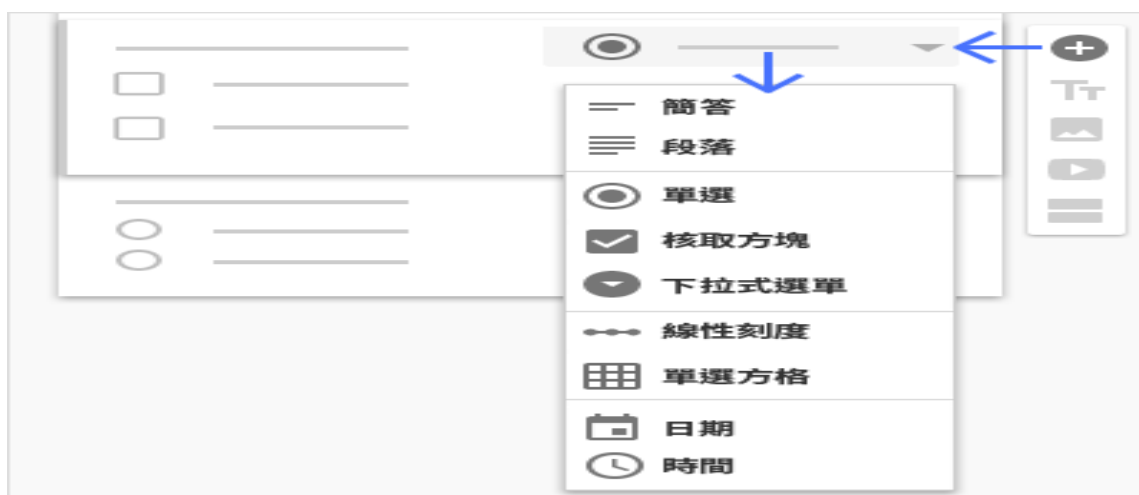 簡答
段落
單選
核取方塊
下拉式選單
線性刻度
單選方格
日期
時間